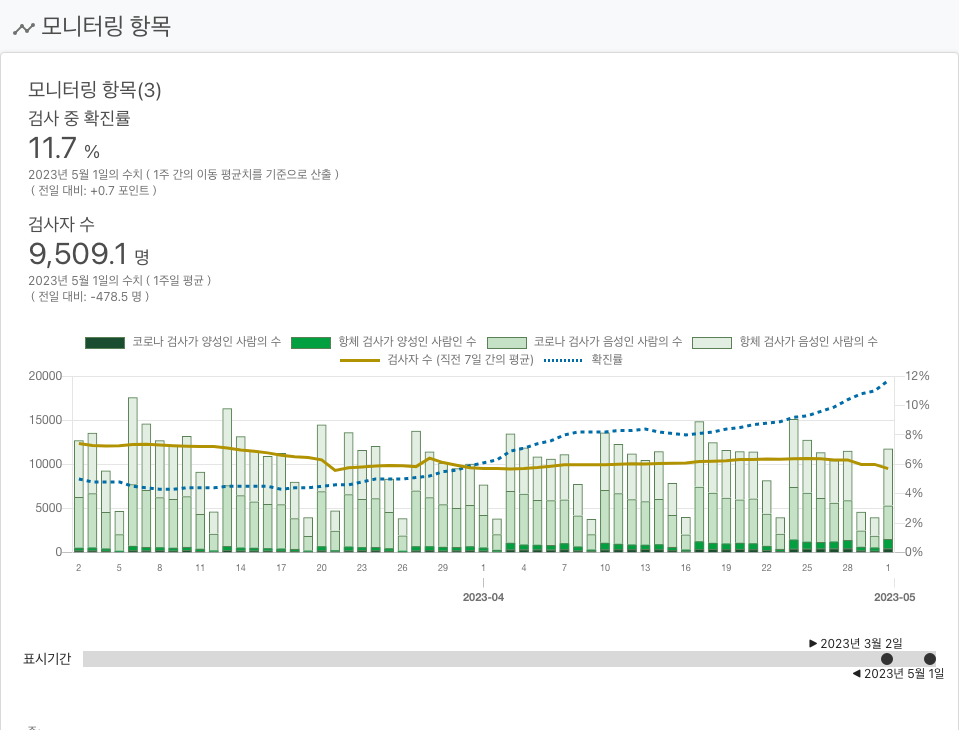 모니터링 항목
모니터링 항목(3)
검사 중 확진률
11.7 %
2023년 5월 1일의 수치 ( 1주 간의 이동 평균치를 기준으로 산출 )
( 전일 대비: +0.7 포인트 )
검사자 수
9,509.1 명
2023년 5월 1일의 수치 ( 1주일 평균 )
( 전일 대비: -478.5 명 )
코로나 검사가 양성인 사람의 수 항체 검사가 양성인 사람인 수 코로나 검사가 음성인 사람의 수 항체 검사가 음성인 사람의 수
검사자 수 (직전 7일 간의 평균) 확진률
20000 12%
10%
15000
8%
10000 6%
4%
5000
2%
0 0%
2 5 8 11 14 17 20 23 26 29 1 4 7 10 13 16 19 22 25 28 1
2023-04 2023-05
▶ 2023년 3월 2일
표시기간
◀ 2023년 5월 1일